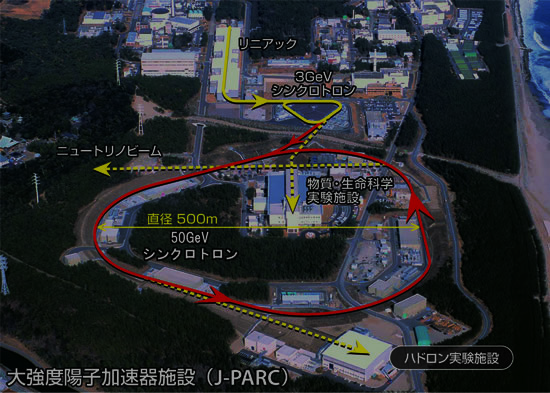 リニアック
3GeV
シンクロトロン
ニュートリノビーム
物質・生命科学
実験施設
直径 500m
50GeV
シンクロトロン
ハドロン実験施設
大強度陽子加速器施設（J-PARC）